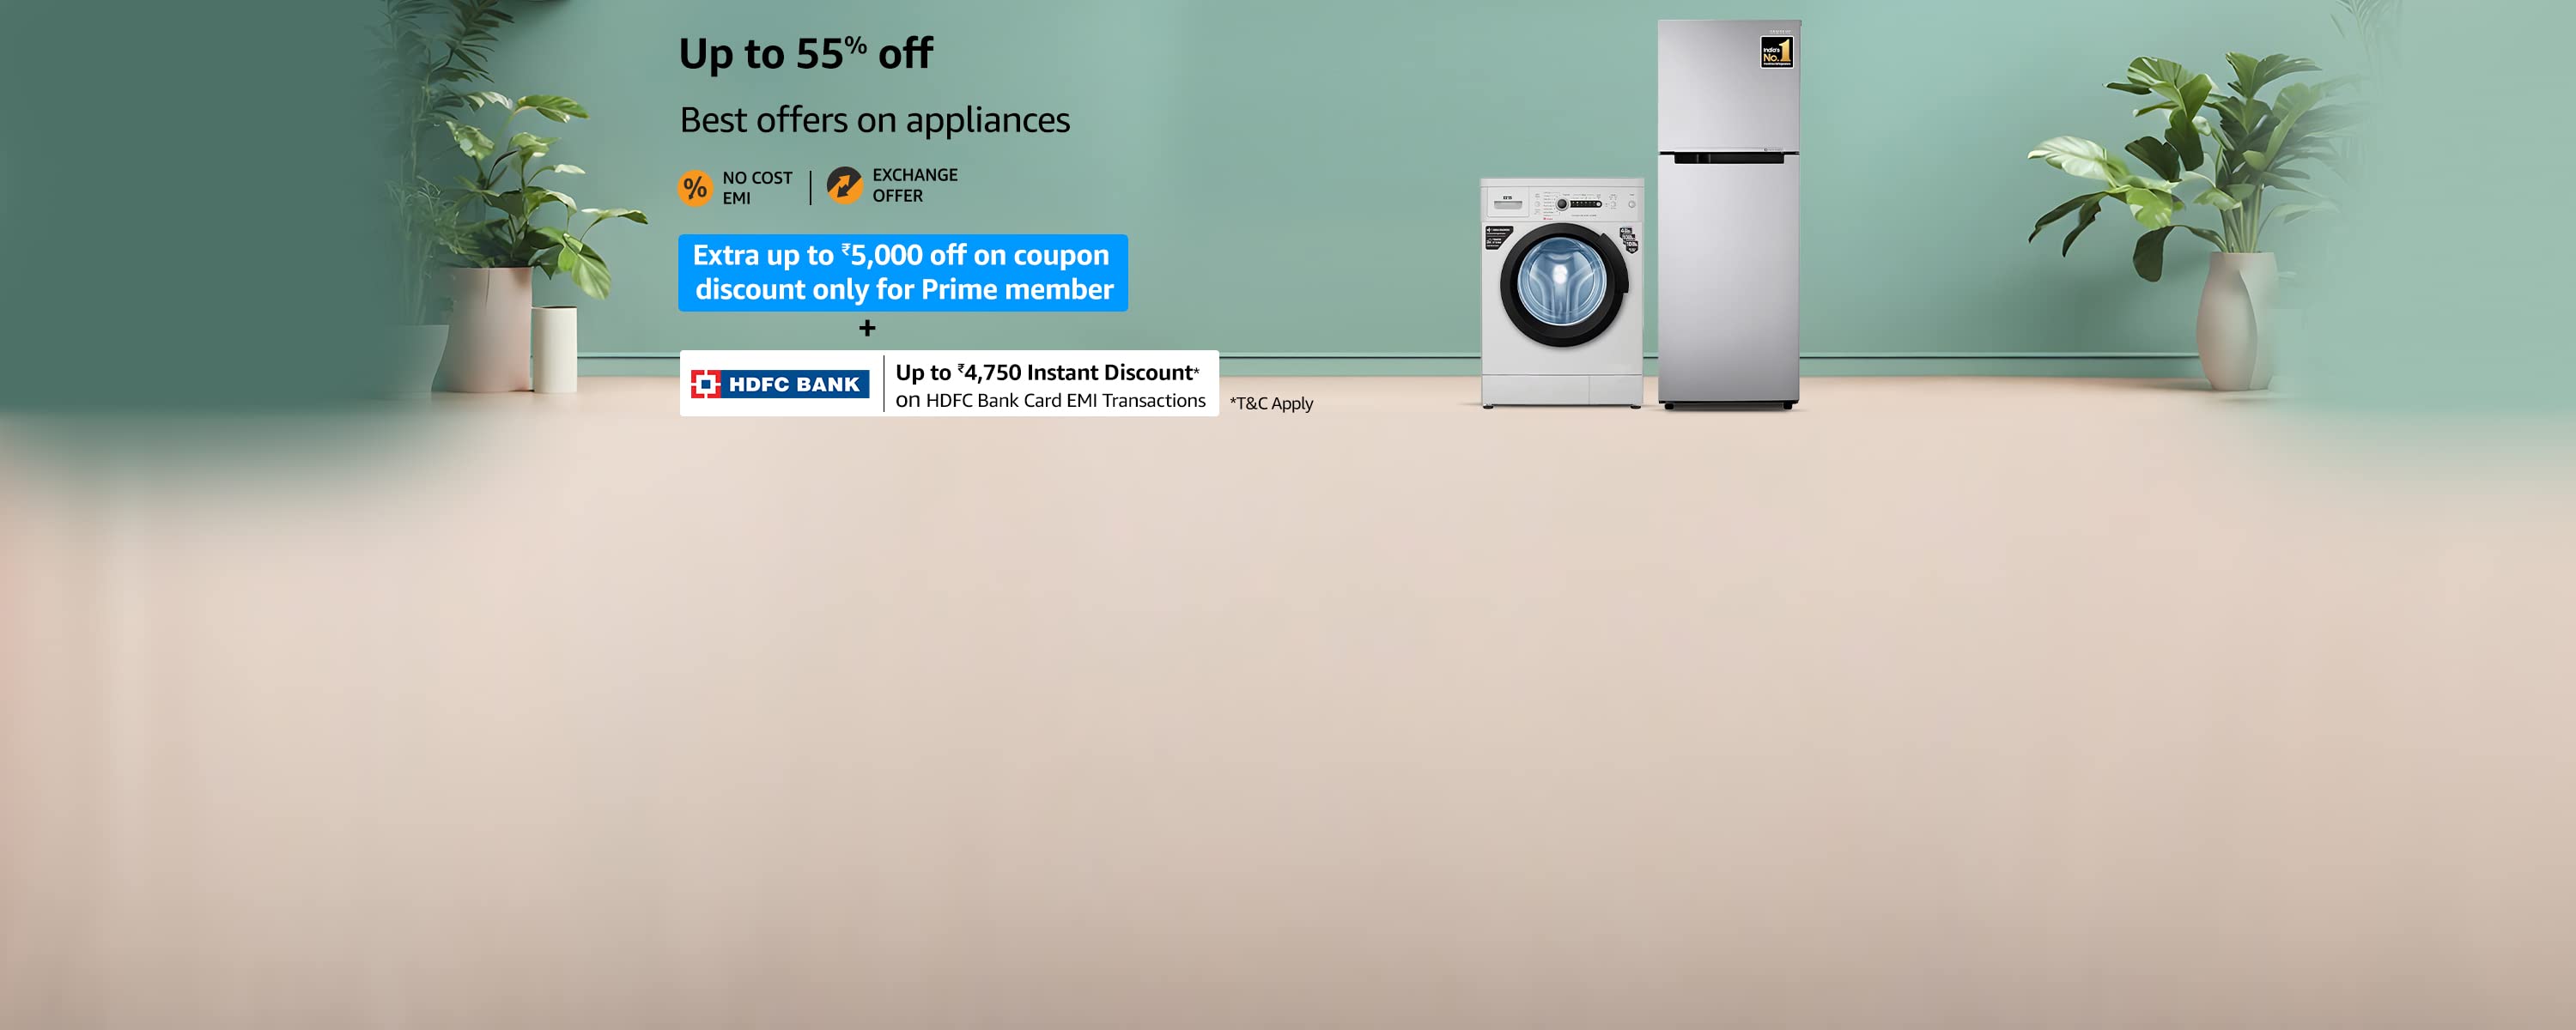 Up to 55% off
Best offers on appliances
NO COST
EMI
EXCHANGE
OFFER
Extra up to ₹5,000 off on coupon
discount only for Prime member
+
HDFC BANK
Up to ₹4,750 Instant Discount*
on HDFC Bank Card EMI Transactions
*T&C Apply
India's
No.1